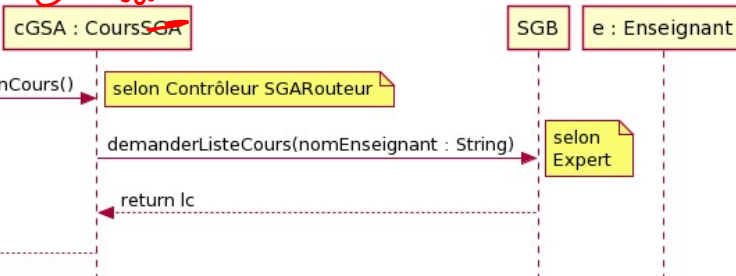 cGSA : CoursSGA
SGB
e : Enseignant
nCours()
selon Contrôleur SGARouteur
demanderListeCours(nomEnseignant : String)
selon
Expert
return lc